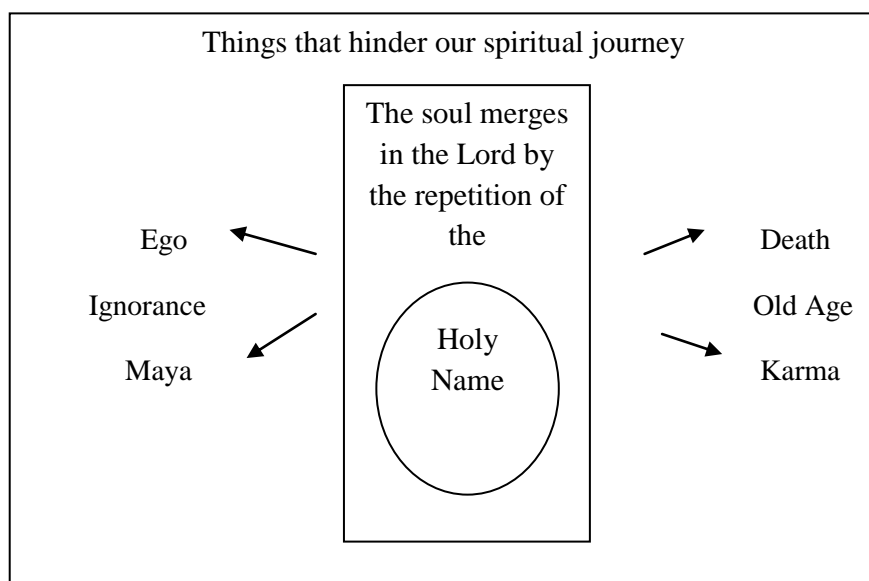 Things that hinder our spiritual journey
The soul merges
in the Lord by
the repetition of
the
Holy
Name
Ego
Ignorance
Maya
Death
Old Age
Karma